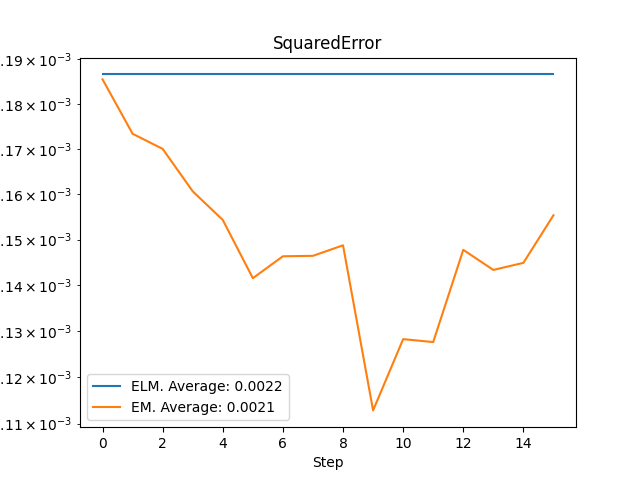 SquaredError
.19 × 10⁻³
.18 × 10⁻³
.17 × 10⁻³
.16 × 10⁻³
.15 × 10⁻³
.14 × 10⁻³
.13 × 10⁻³
.12 × 10⁻³
.11 × 10⁻³
ELM. Average: 0.0022
EM. Average: 0.0021
0 2 4 6 8 10 12 14
Step